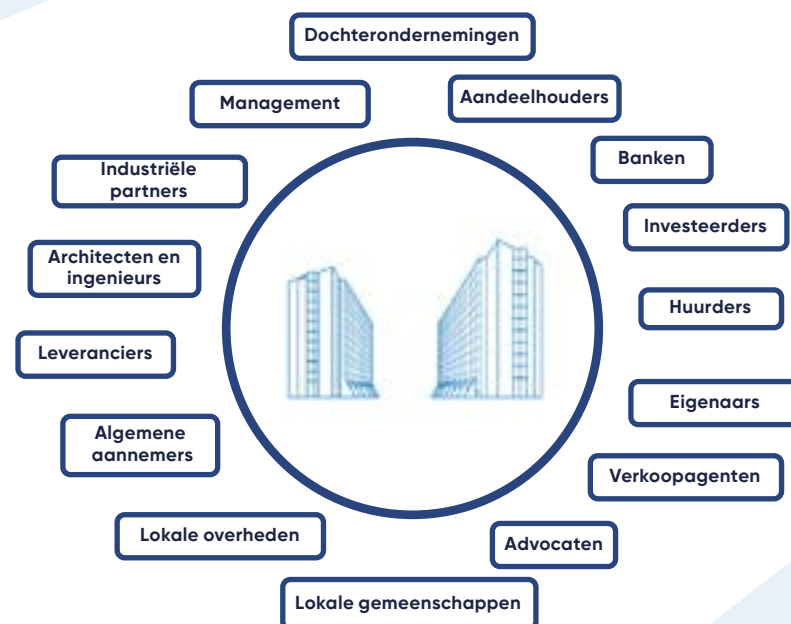 Dochterondernemingen
Management
Aandeelhouders
Banken
Industriële
partners
Investeerders
Architecten en
ingenieurs
Huurders
Leveranciers
Eigenaars
Algemene
aannemers
Verkoopagenten
Lokale overheden
Advocaten
Lokale gemeenschappen